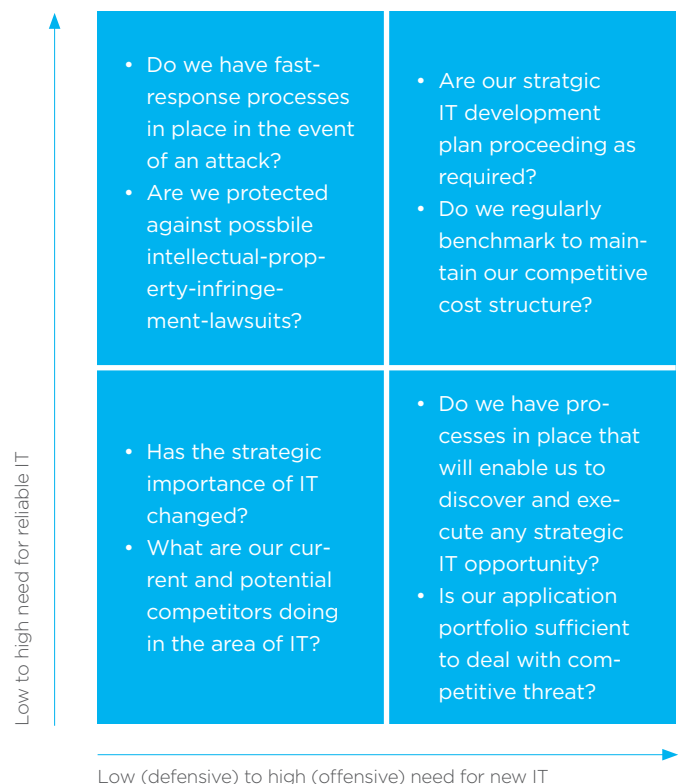 • Do we have fast-
response processes
in place in the event
of an attack?
• Are we protected
against possbile
intellectual-prop-
erty-infringe-
ment-lawsuits?
• Are our stratgic
IT development
plan proceeding as
required?
• Do we regularly
benchmark to main-
tain our competitive
cost structure?
• Has the strategic
importance of IT
changed?
• What are our cur-
rent and potential
competitors doing
in the area of IT?
• Do we have pro-
cesses in place that
will enable us to
discover and exe-
cute any strategic
IT opportunity?
• Is our application
portfolio sufficient
to deal with com-
petitive threat?
Low to high need for reliable IT
Low (defensive) to high (offensive) need for new IT